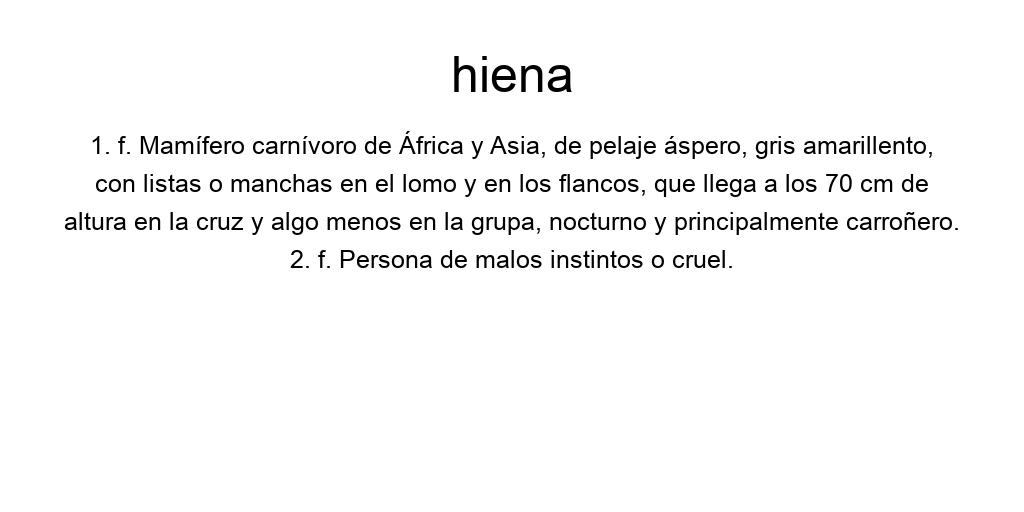 hiena
1. f. Mamífero carnívoro de África y Asia, de pelaje áspero, gris amarillento,
con listas o manchas en el lomo y en los flancos, que llega a los 70 cm de
altura en la cruz y algo menos en la grupa, nocturno y principalmente carroñero.
2. f. Persona de malos instintos o cruel.